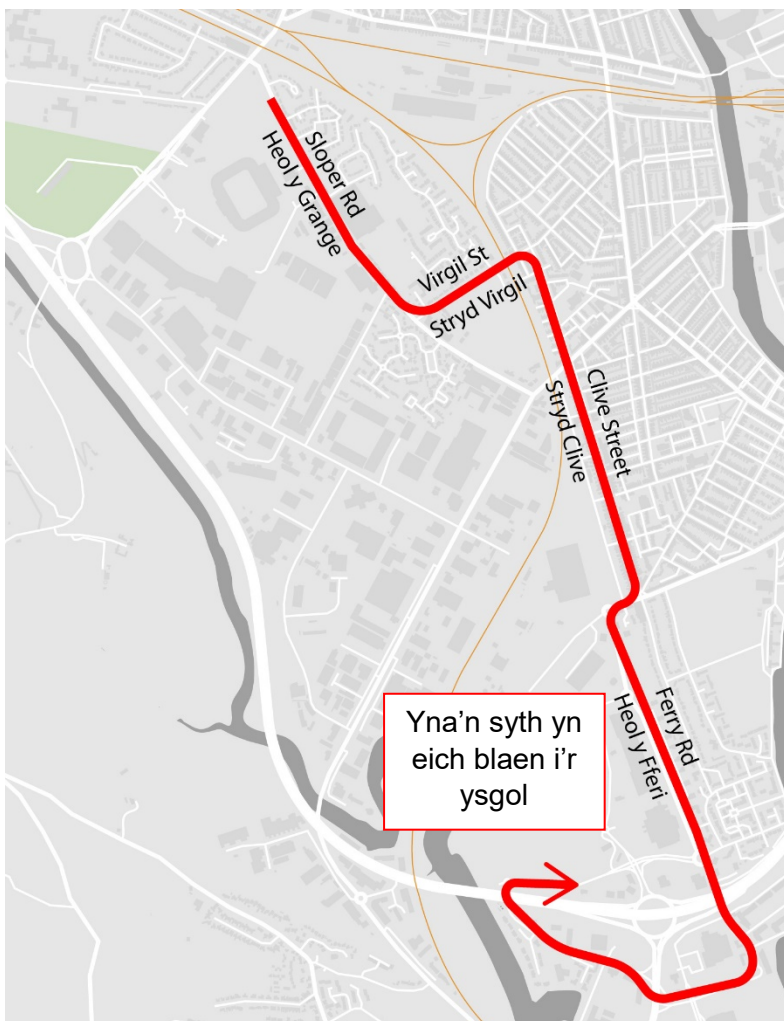 Sloper Rd
Heol y Grange
Virgil St
Stryd Virgil
Clive Street
Stryd Clive
Ferry Rd
Heol y Fferi
Yna’n syth yn
eich blaen i’r
ysgol